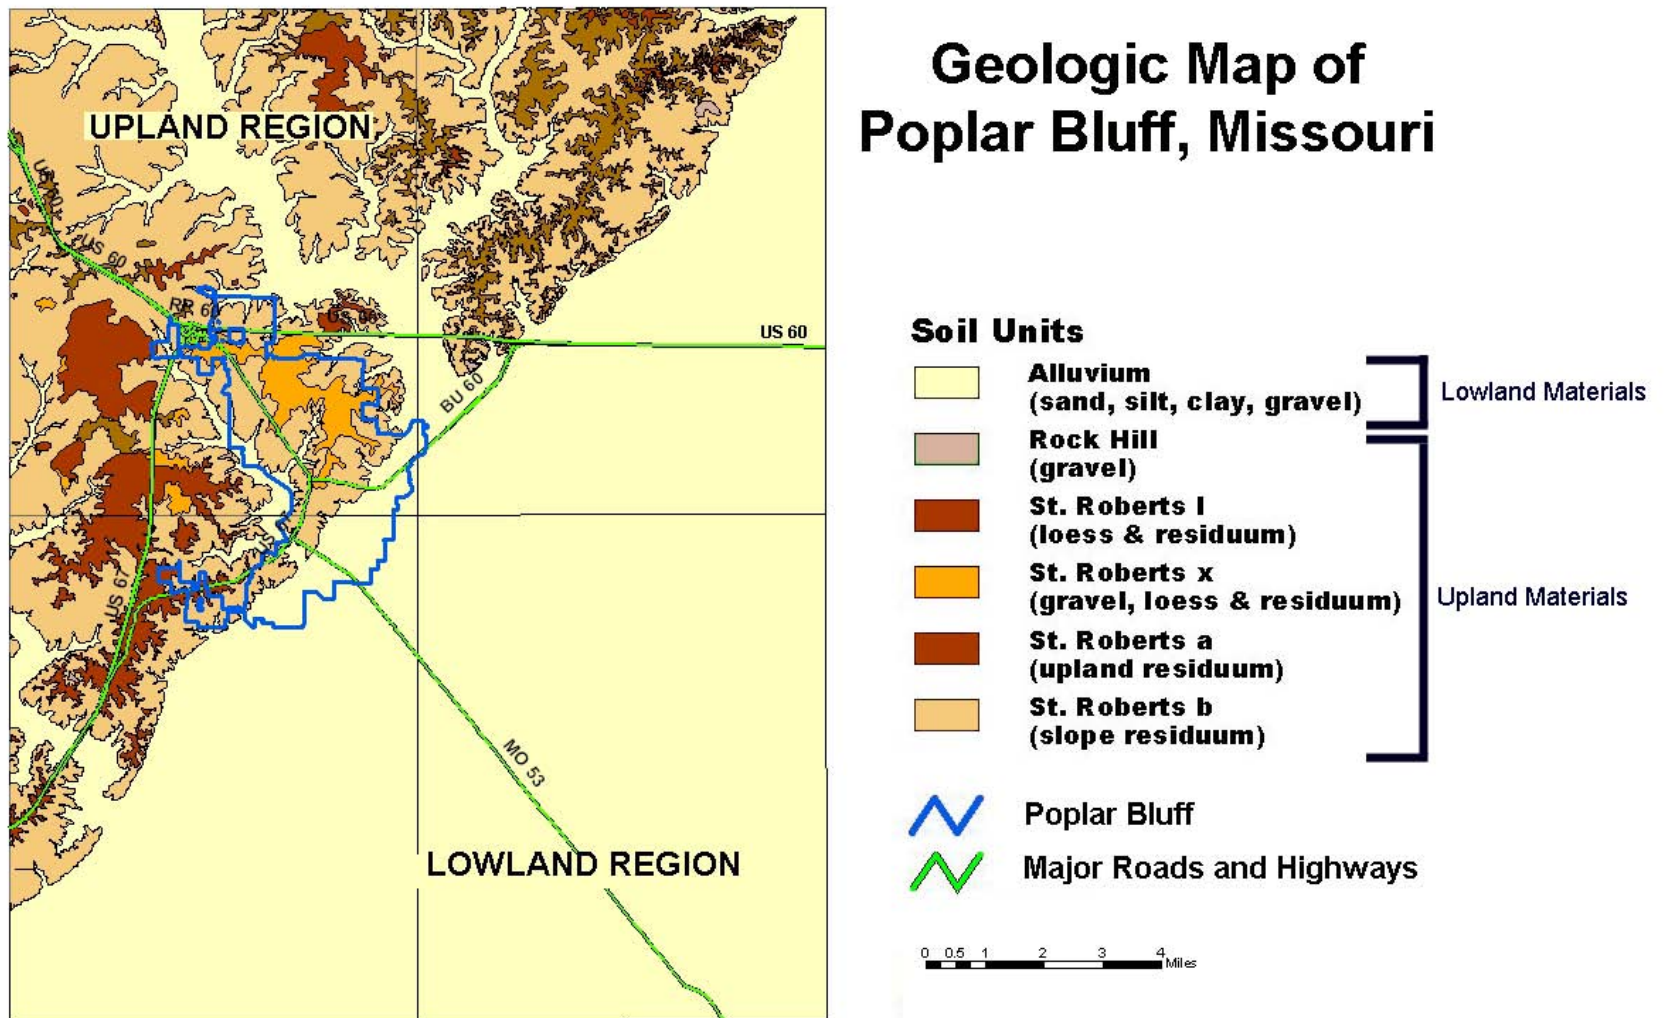 Geologic Map of
Poplar Bluff, Missouri
UPLAND REGION
US 60
RR 60
US 60
BU 60
US 67
MO 53
LOWLAND REGION
Soil Units
Alluvium
(sand, silt, clay, gravel)
Rock Hill
(gravel)
St. Roberts l
(loess & residuum)
St. Roberts x
(gravel, loess & residuum)
St. Roberts a
(upland residuum)
St. Roberts b
(slope residuum)
Lowland Materials
Upland Materials
Poplar Bluff
Major Roads and Highways
0 0.5 1 2 3 4
Miles